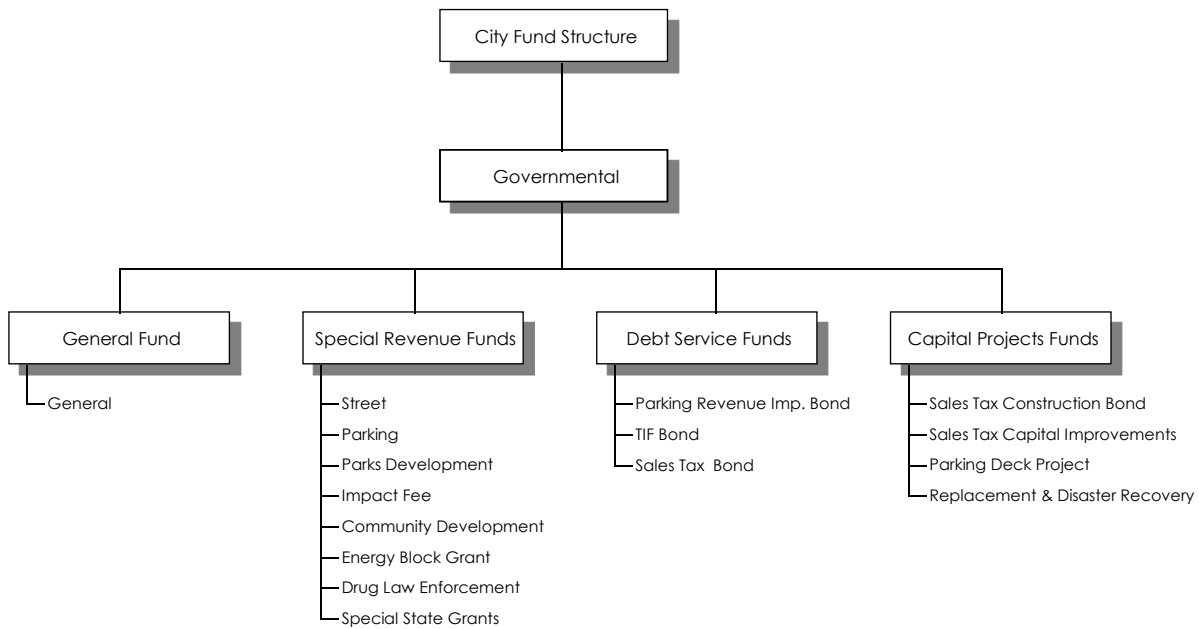 City Fund Structure
Governmental
General Fund
General
Special Revenue Funds
Street
Parking
Parks Development
Impact Fee
Community Development
Energy Block Grant
Drug Law Enforcement
Special State Grants
Debt Service Funds
Parking Revenue Imp. Bond
TIF Bond
Sales Tax  Bond
Capital Projects Funds
Sales Tax Construction Bond
Sales Tax Capital Improvements
Parking Deck Project
Replacement & Disaster Recovery